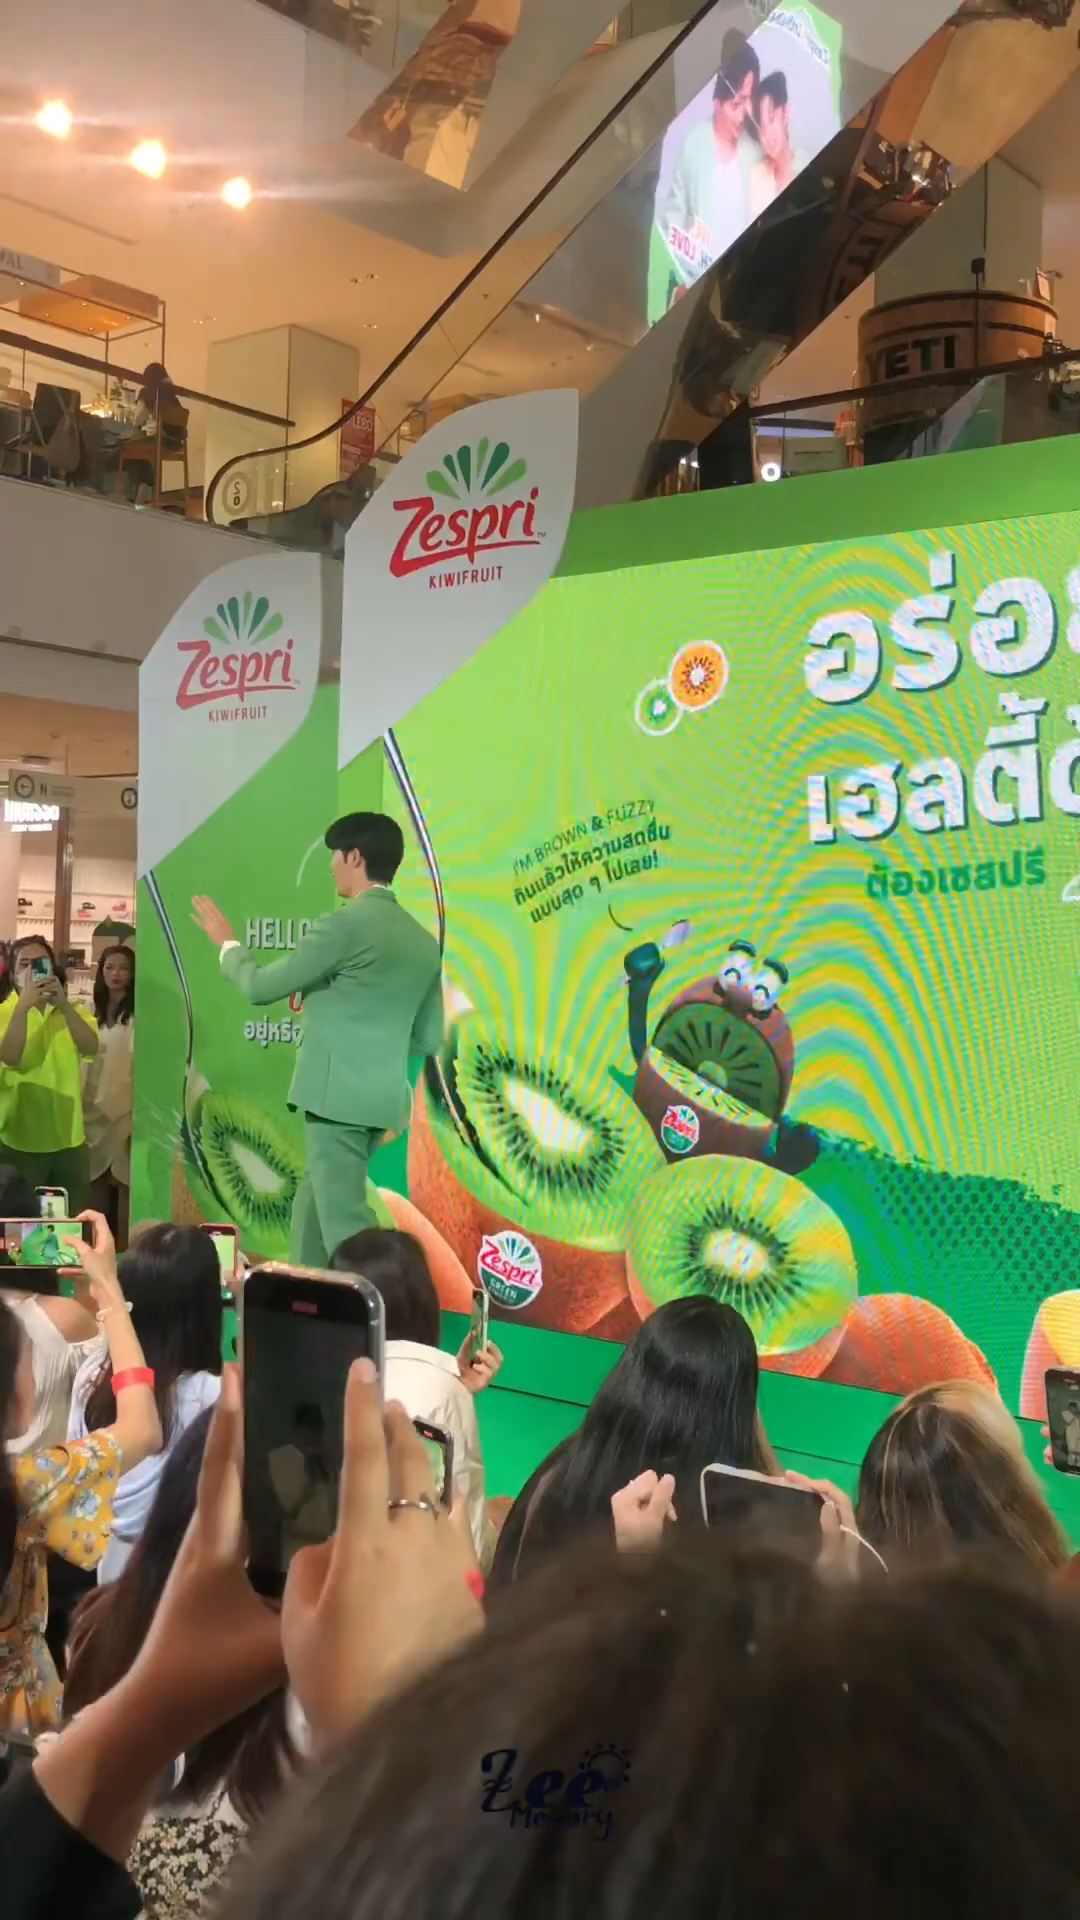 YETI
Zespri
KIWIFRUIT
Zespri
KIWIFRUIT
I'M BROWN & FUZZY
กินแล้วให้ความสดชื่น
แบบสุด ๆ ไปเลย!
อร่อย
เฮลตี้
ต้องเซสปรี
HELLO
อยู่หรือ
Zespri
Zespri
GREEN
Zee
Memory